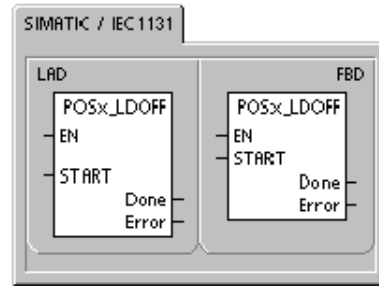 SIMATIC / IEC 1131
LAD
POSx_LDOFF
EN
START
Done
Error
FBD
POSx_LDOFF
EN
START
Done
Error